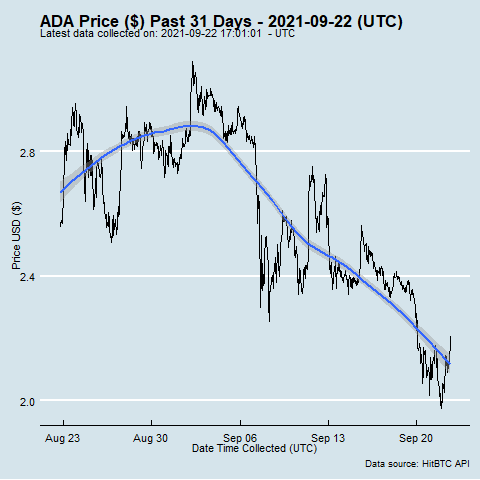 ADA Price ($) Past 31 Days - 2021-09-22 (UTC)
Latest data collected on: 2021-09-22 17:01:01 - UTC
Price USD ($)
2.8
2.4
2.0
Aug 23 Aug 30 Sep 06 Sep 13 Sep 20
Date Time Collected (UTC)
Data source: HitBTC API